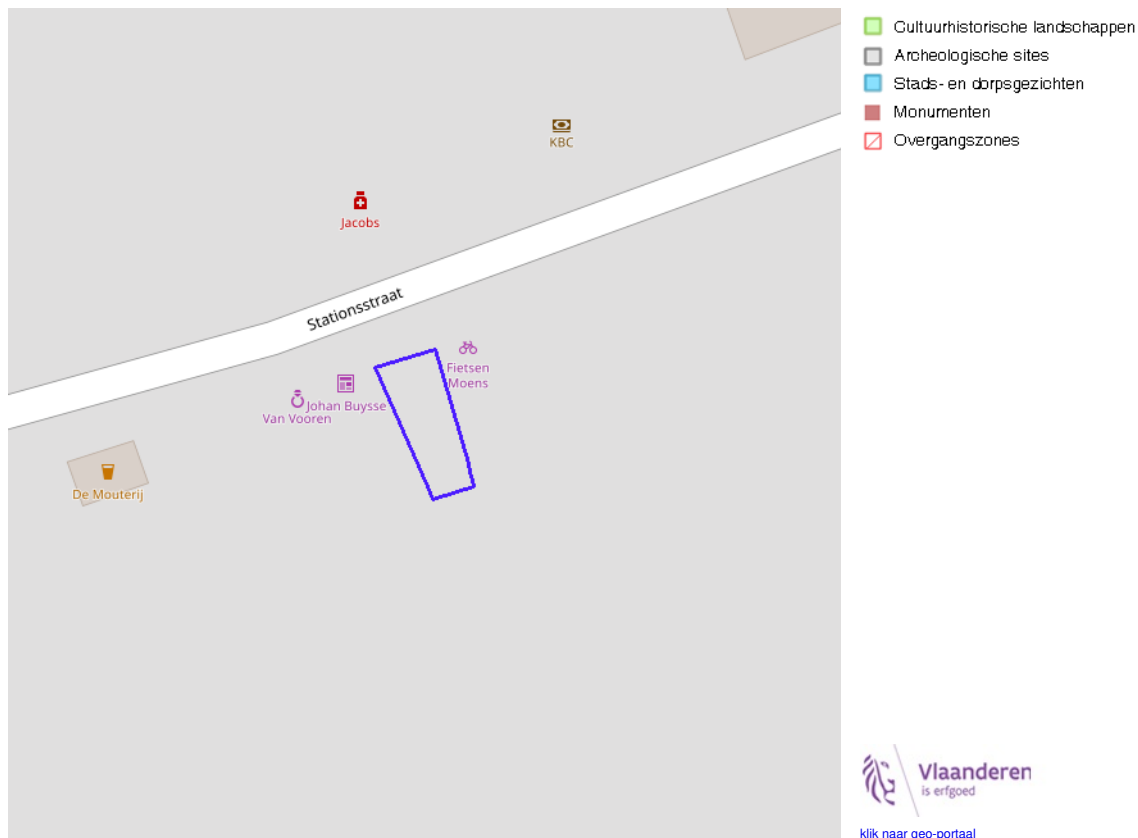 Cultuurhistorische landschappen
Archeologische sites
Stads- en dorpsgezichten
Monumenten
Overgangszones
KBC
Jacobs
Stationsstraat
Fietsen
Moens
Johan Buysse
Van Vooren
De Mouterij
Vlaanderen
is erfgoed
klik naar geo-portaal